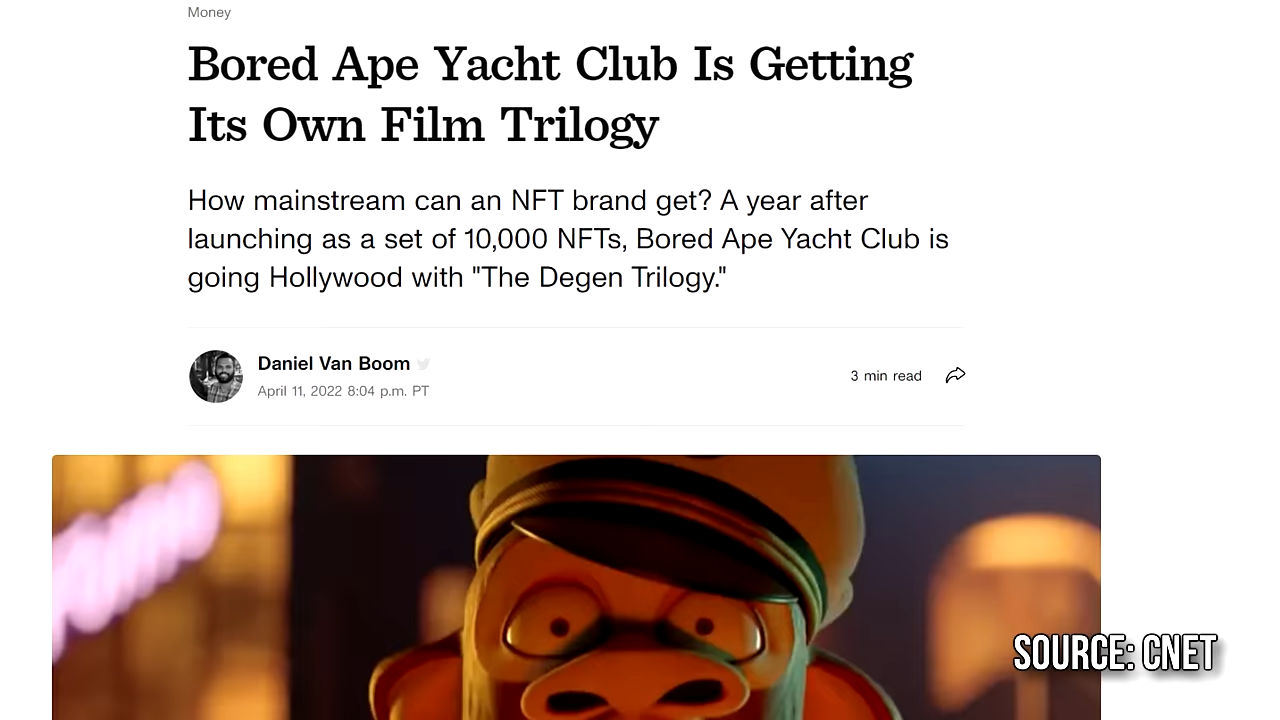 Money
Bored Ape Yacht Club Is Getting
Its Own Film Trilogy
How mainstream can an NFT brand get? A year after
launching as a set of 10,000 NFTs, Bored Ape Yacht Club is
going Hollywood with "The Degen Trilogy."
Daniel Van Boom
April 11, 2022 8:04 p.m. PT
3 min read
SOURCE: CNET